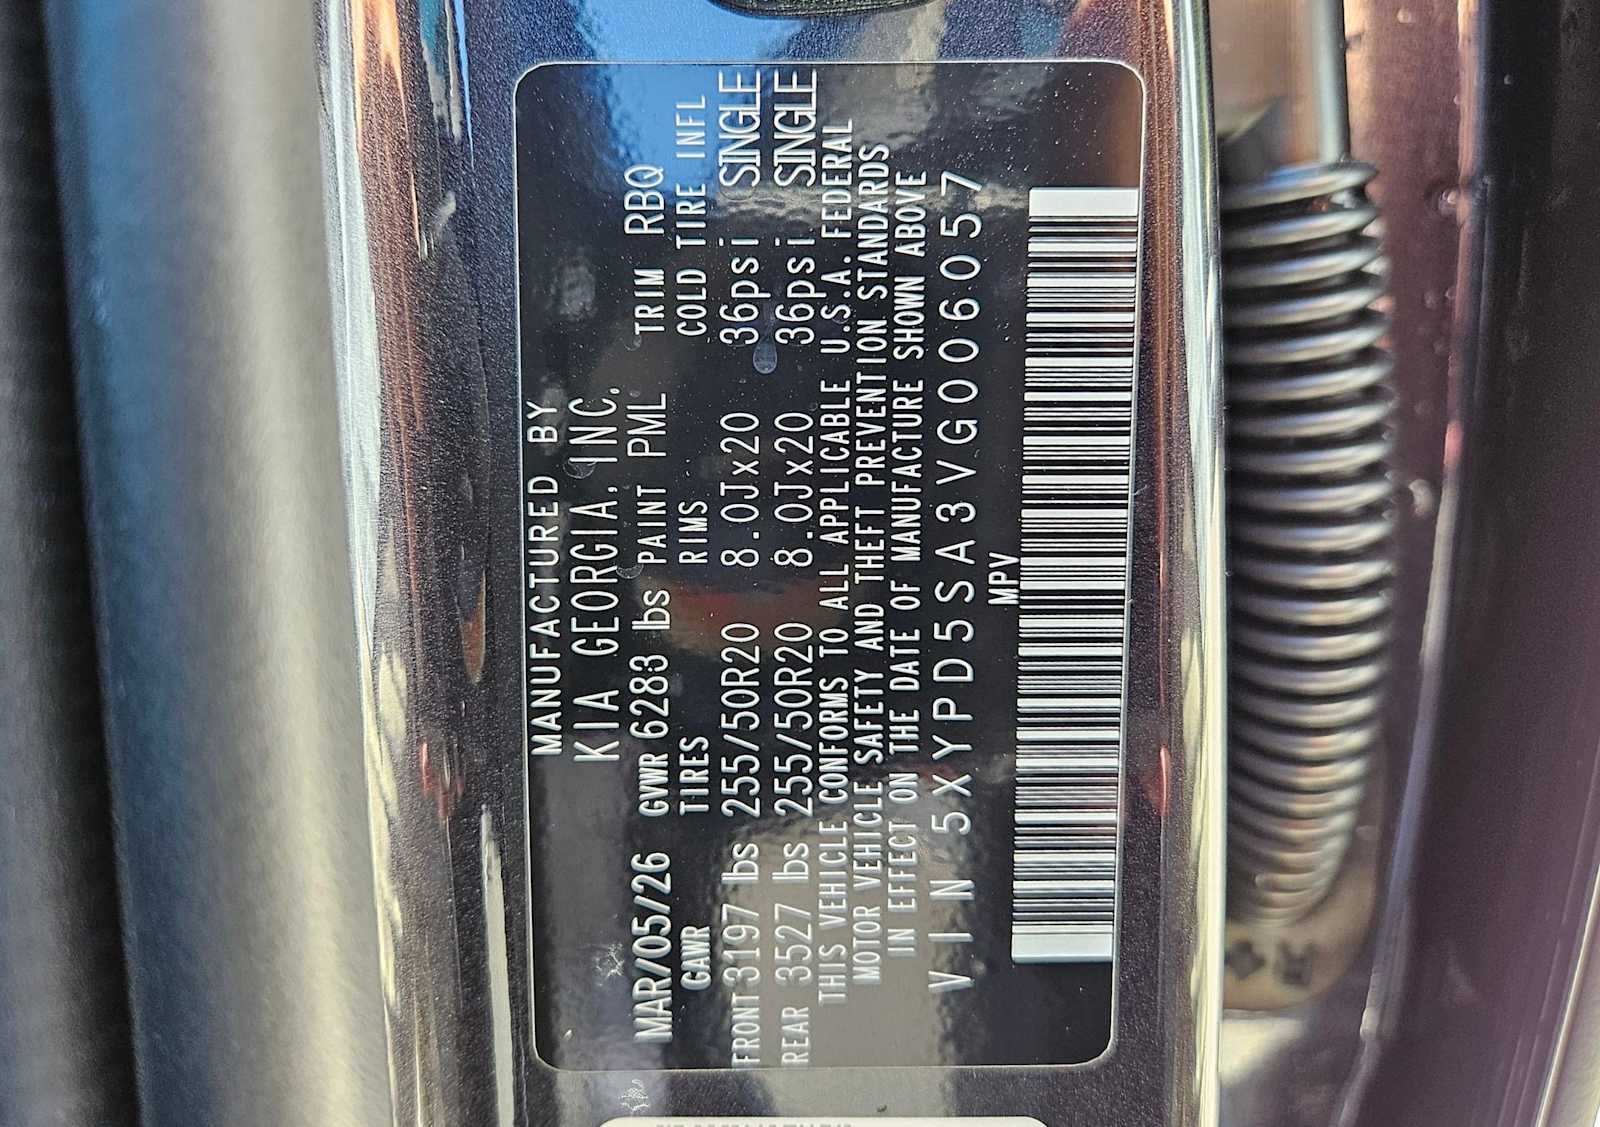 MANUFACTURED BY
KIA GEORGIA, INC.
MAR/05/26 GVWR 6283 lbs PAINT PML TRIM RBQ
GAWR TIRES RIMS COLD TIRE INFL
FRONT 3197 lbs 255/50R20 8.0Jx20 36psi SINGLE
REAR 3527 lbs 255/50R20 8.0Jx20 36psi SINGLE
THIS VEHICLE CONFORMS TO ALL APPLICABLE U.S.A. FEDERAL
MOTOR VEHICLE SAFETY AND THEFT PREVENTION STANDARDS
IN EFFECT ON THE DATE OF MANUFACTURE SHOWN ABOVE
VIN 5XYPD5SA3VG006057
MPV